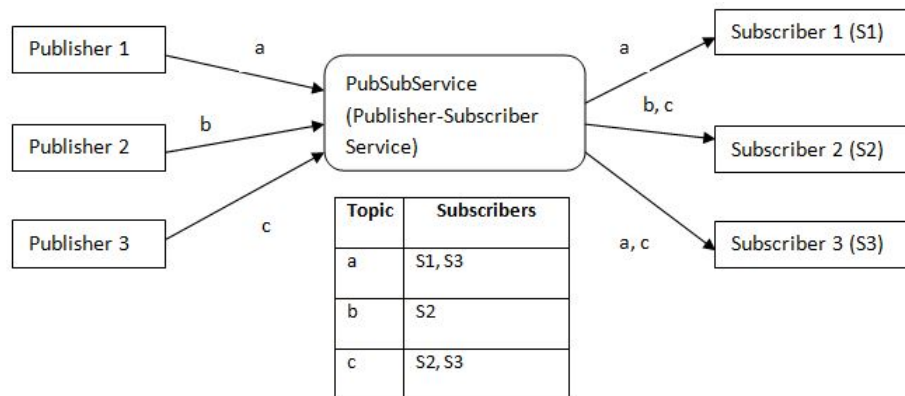 Publisher 1
Publisher 2
Publisher 3
a
b
c
PubSubService
(Publisher-Subscriber
Service)
a
b, c
a, c
Subscriber 1 (S1)
Subscriber 2 (S2)
Subscriber 3 (S3)
Topic Subscribers
a S1, S3
b S2
c S2, S3